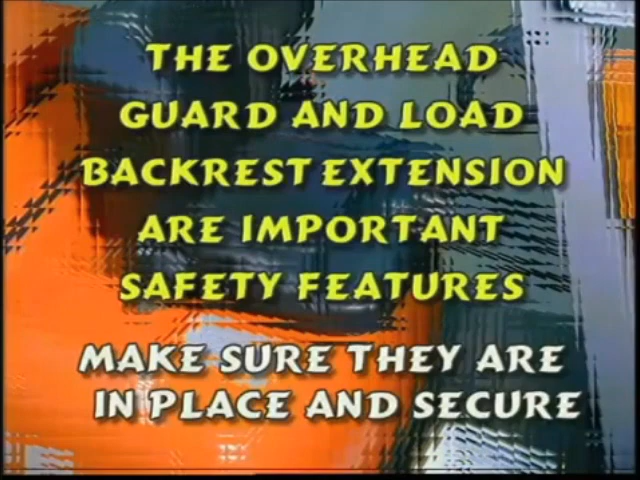 THE OVERHEAD
GUARD AND LOAD
BACKREST EXTENSION
ARE IMPORTANT
SAFETY FEATURES
MAKE SURE THEY ARE
IN PLACE AND SECURE